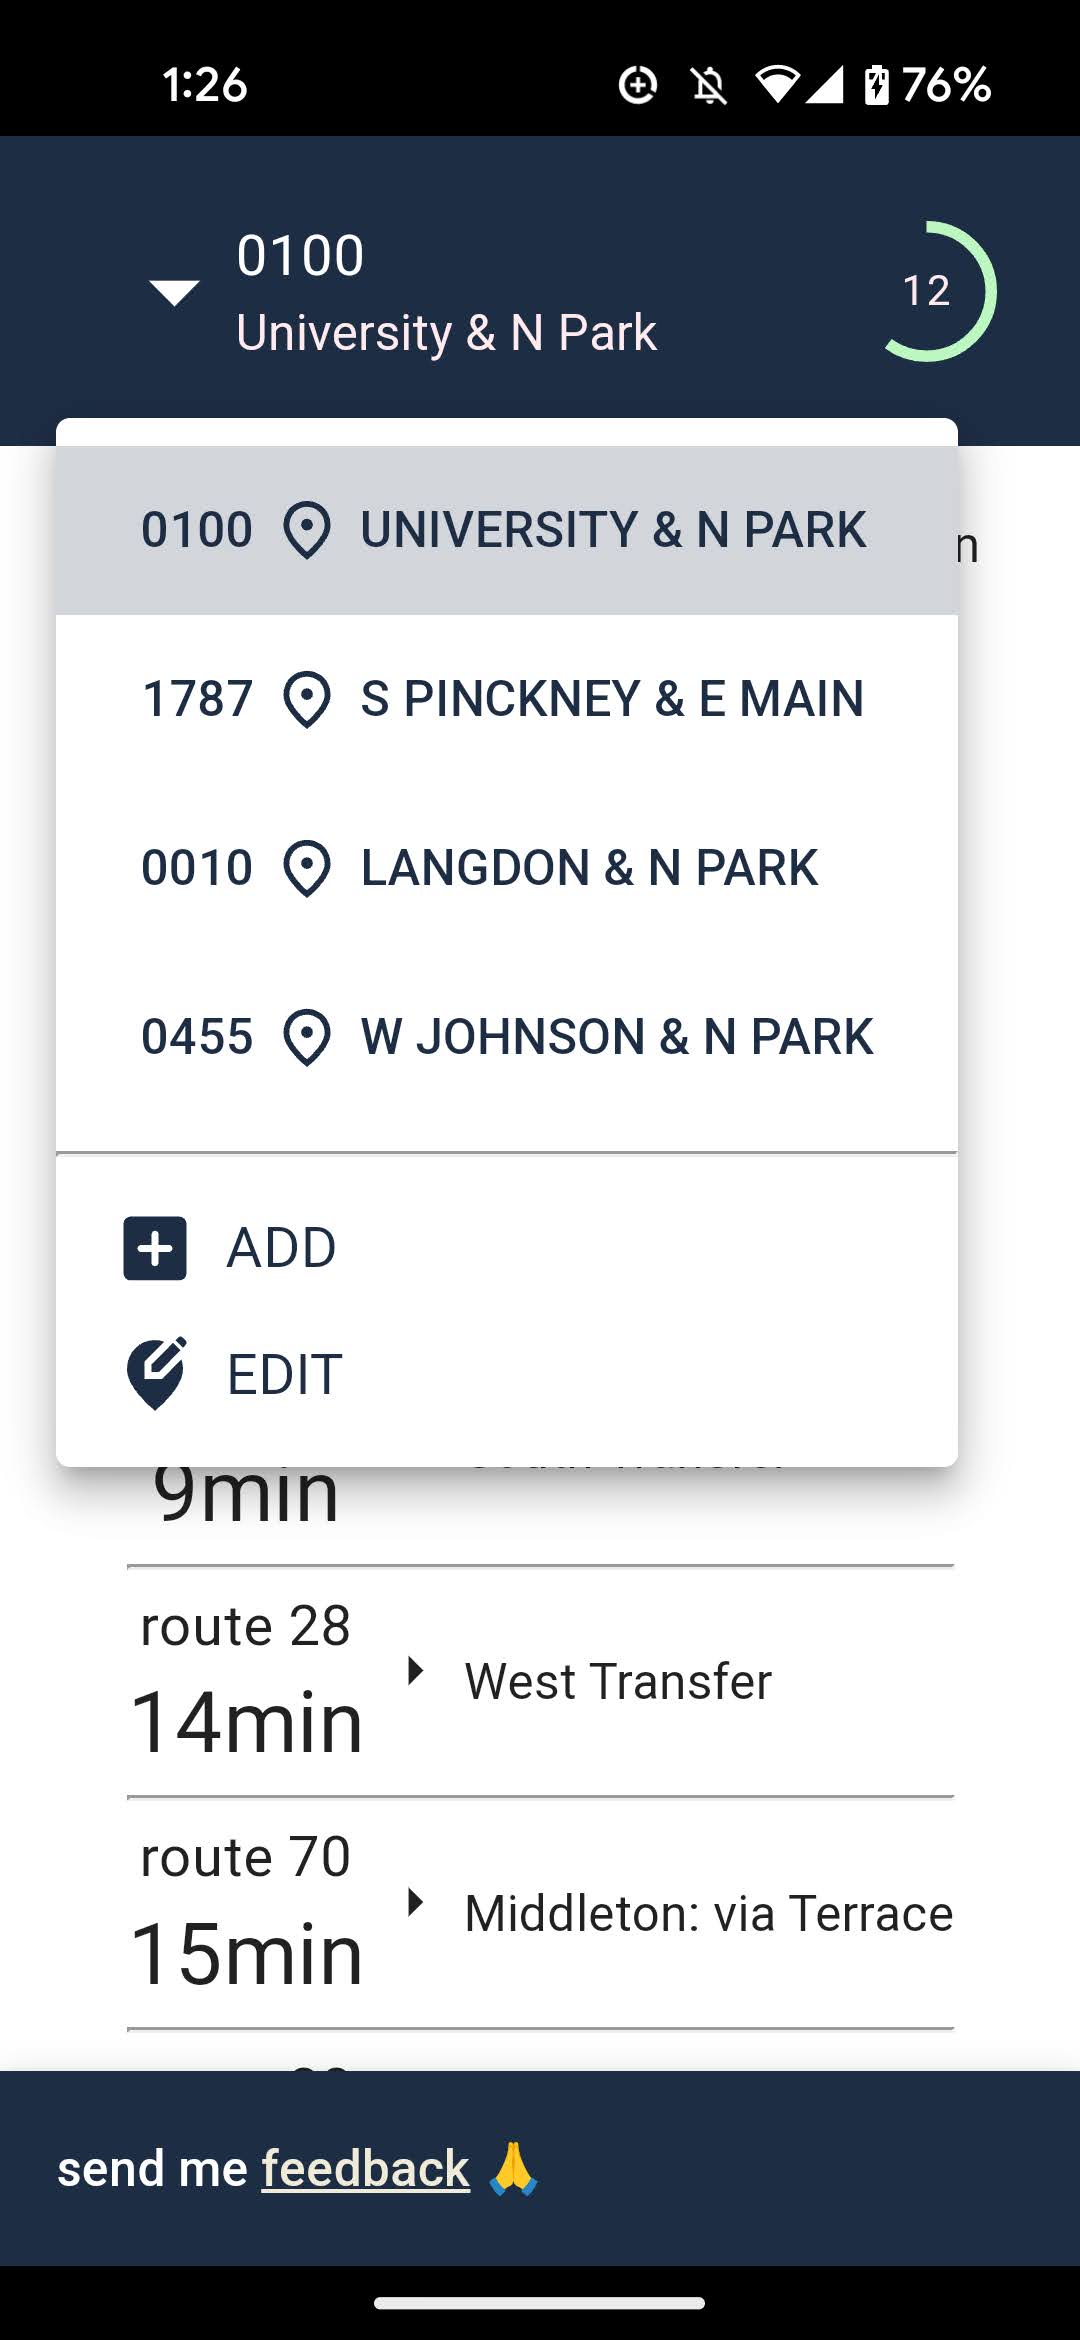 1:26
76%
0100
University & N Park
12
0100 UNIVERSITY & N PARK
n
1787 S PINCKNEY & E MAIN
0010 LANGDON & N PARK
0455 W JOHNSON & N PARK
ADD
EDIT
9min
route 28
14min
West Transfer
route 70
15min
Middleton: via Terrace
send me feedback 🙏